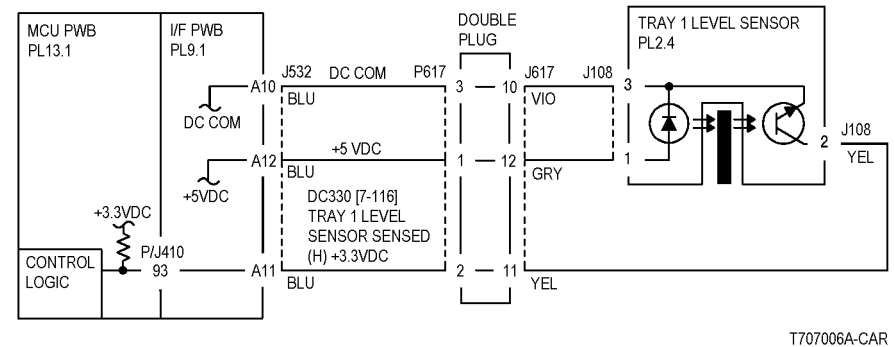 MCU PWB
PL13.1
I/F PWB
PL9.1
DOUBLE
PLUG
TRAY 1 LEVEL SENSOR
PL2.4
A10
J532
DC COM
P617
3
10
J617
J108
3
BLU
VIO
DC COM
A12
+5 VDC
1
12
1
2
J108
YEL
BLU
GRY
+5VDC
DC330 [7-116]
TRAY 1 LEVEL
SENSOR SENSED
(H) +3.3VDC
+3.3VDC
P/J410
93
CONTROL
LOGIC
A11
2
11
BLU
YEL
T707006A-CAR